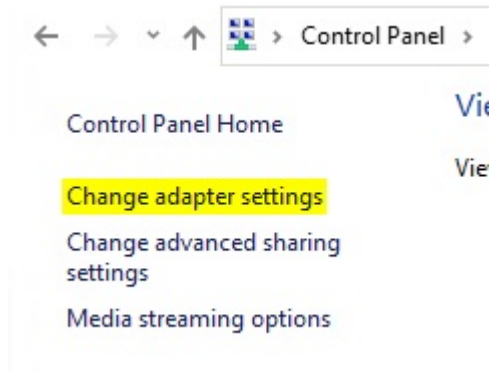 Control Panel
Control Panel Home
Change adapter settings
Change advanced sharing
settings
Media streaming options